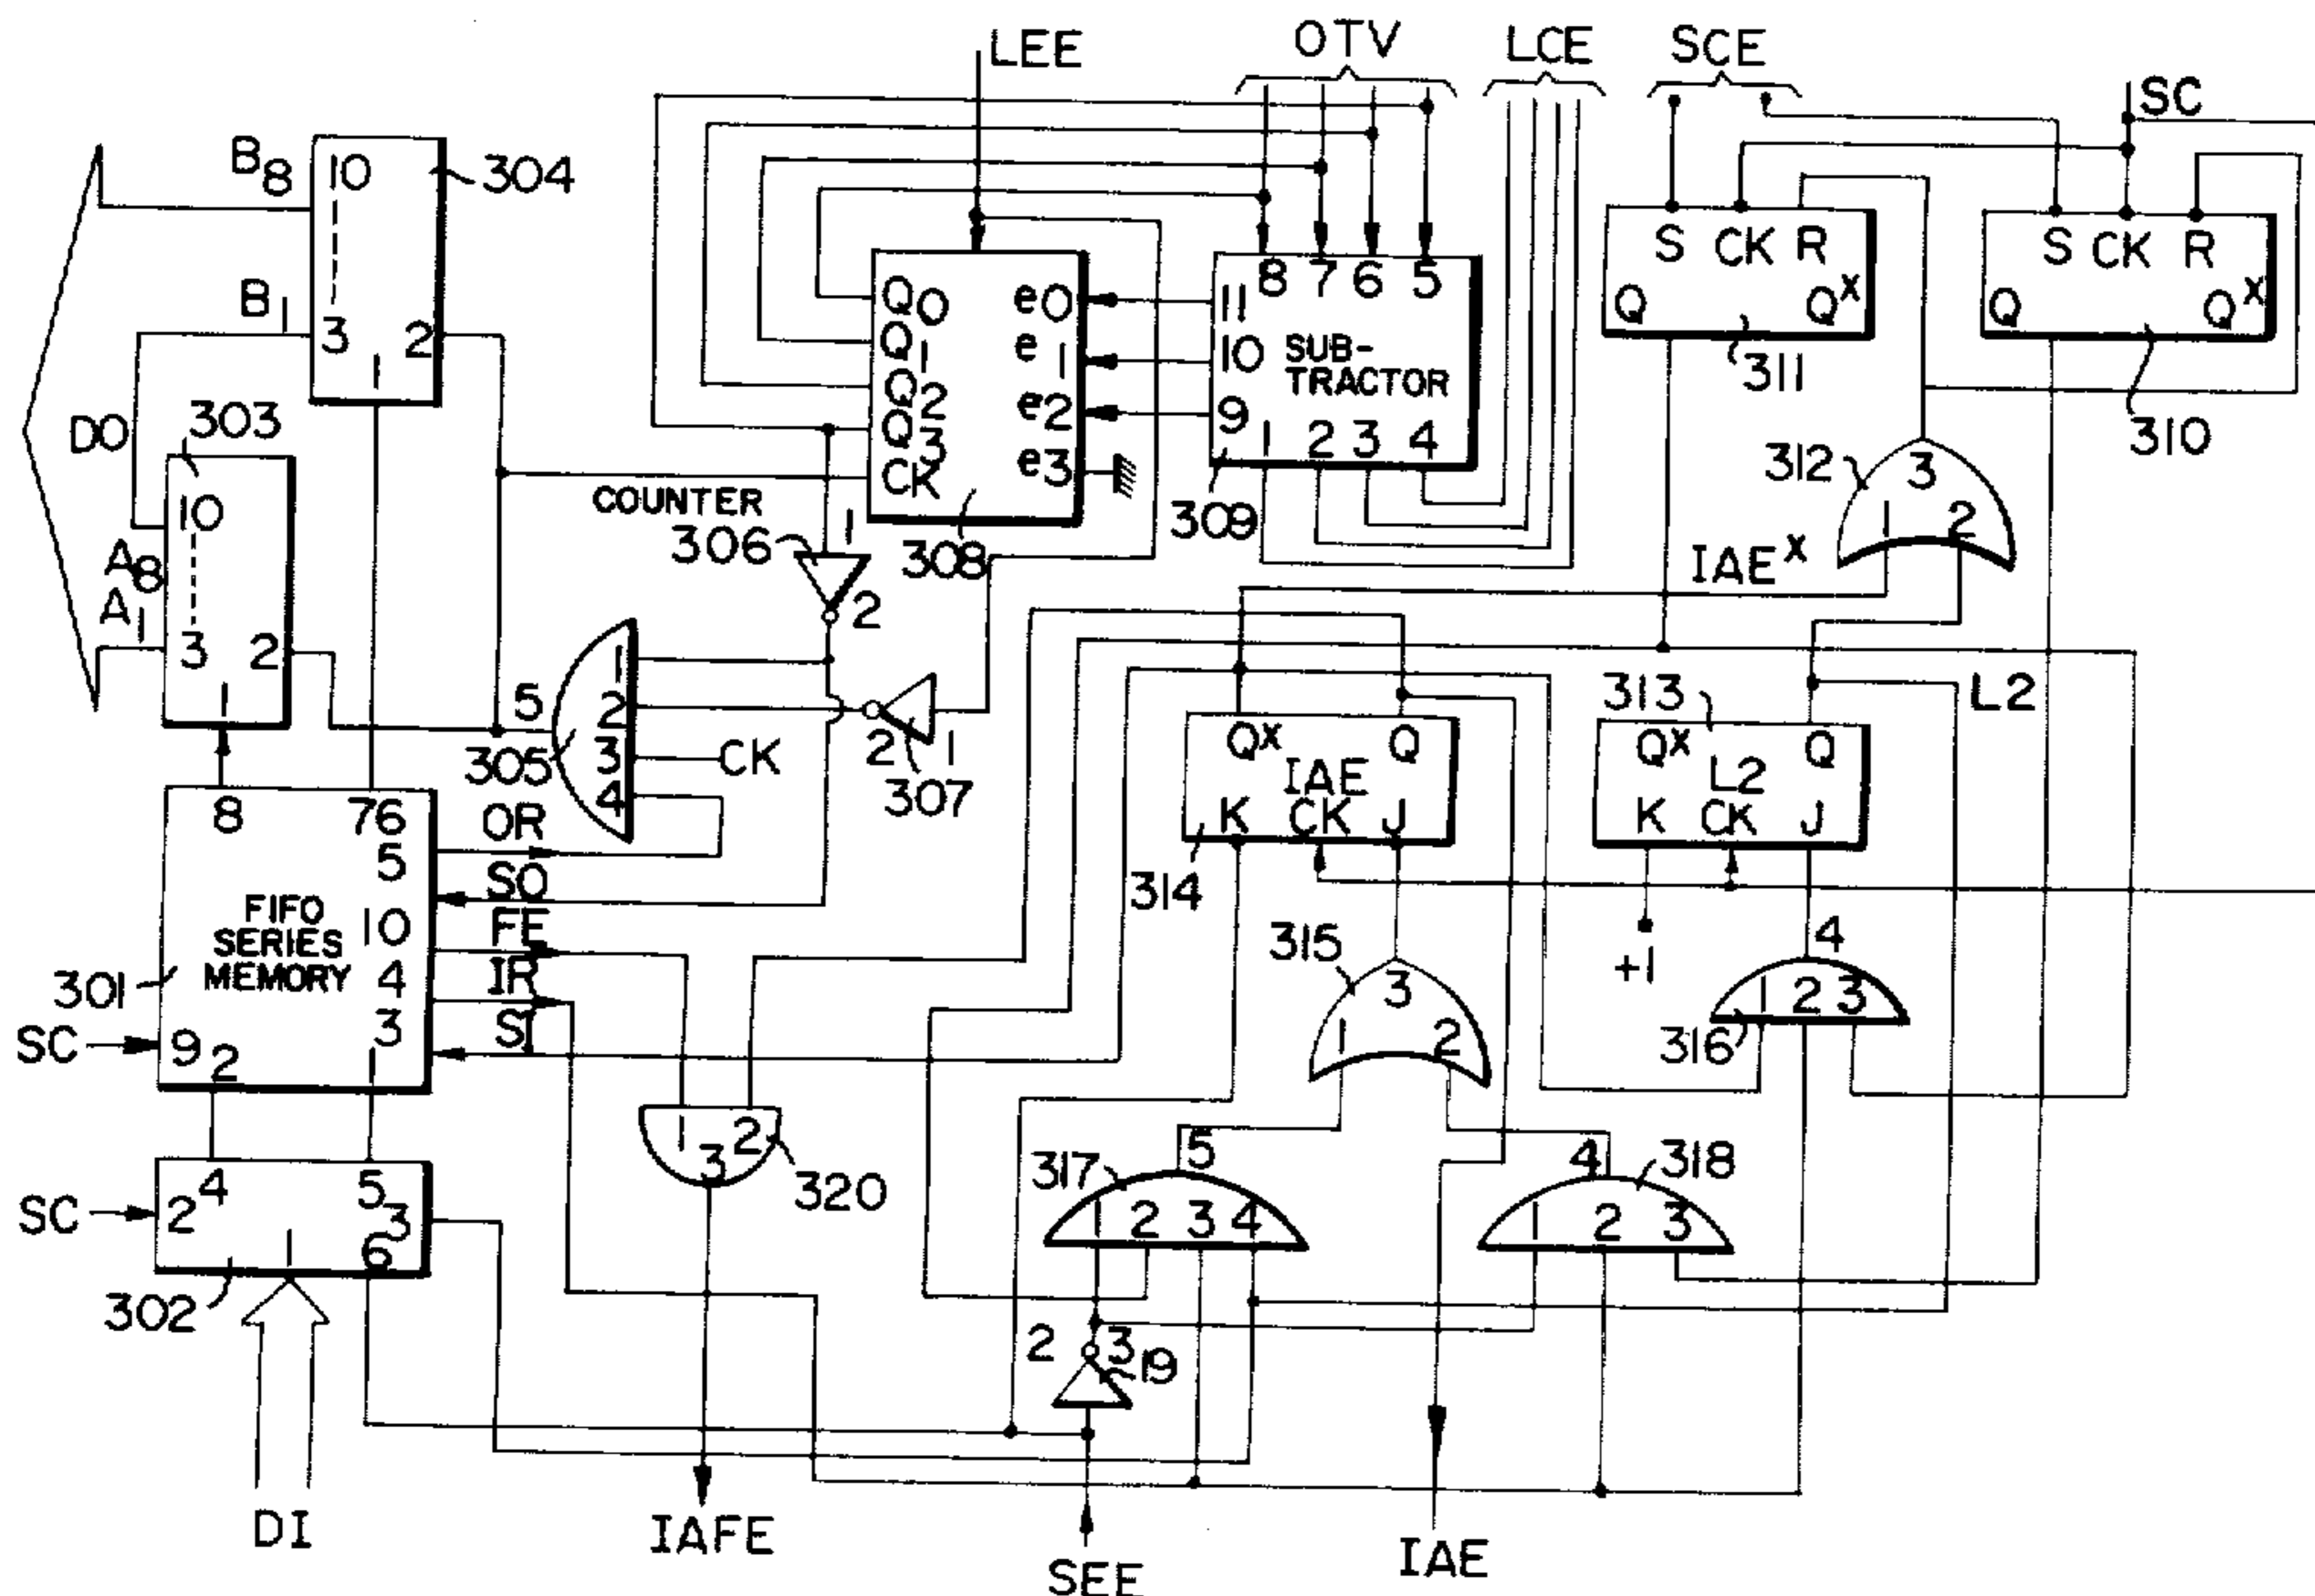 LEE
OTV
LCE
SCE
SC
B8
10
304
B1
3
2
1
Q0
Q1
Q2
Q3
CK
e0
e1
e2
e3
8 7 6 5
11
10
9
SUB-
TRACTOR
1 2 3 4
309
S CK R
Q
QX
311
S CK R
Q
QX
310
DO
303
10
A8
A1
3
2
1
COUNTER
306
1
2
308
312
3
1
2
IAEX
5
1
2
3
4
305
CK
2
1
307
QX
Q
IAE
K
CK
J
314
313
L2
QX
Q
L2
K
CK
J
8
76
5
10
4
3
1
9
2
FIFO
SERIES
MEMORY
301
SC
OR
SO
FE
IR
SI
315
3
1
2
+1
4
1 2 3
316
1
2
3
320
SC
2
4
5
3
1
6
302
317
5
1 2 3 4
4
318
1 2 3
2
319
DI
IAFE
SEE
IAE